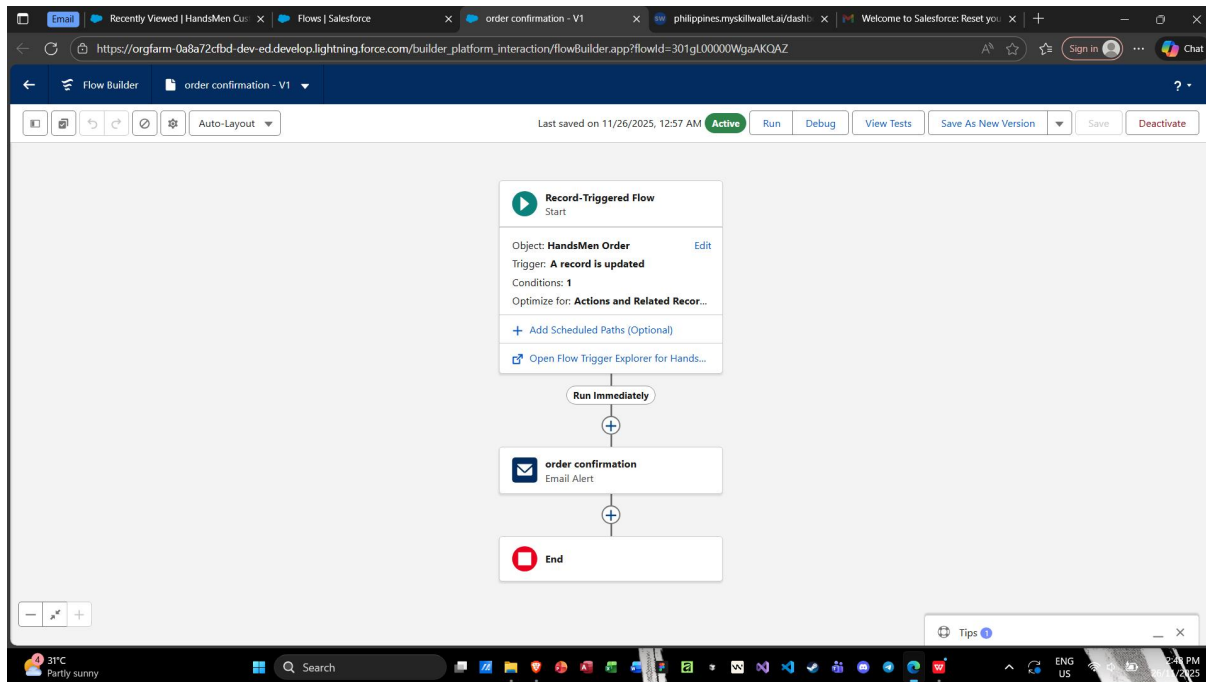 Email
Recently Viewed | HandsMen Cus
Flows | Salesforce
order confirmation - V1
philippines.myskillwallet.ai/dashb
Welcome to Salesforce: Reset you
https://orgfarm-0a8a72cfbd-dev-ed.develop.lightning.force.com/builder_platform_interaction/flowBuilder.app?flowId=301gL00000WgaAKQAZ
Sign in
Chat
Flow Builder
order confirmation - V1
?
Auto-Layout
Last saved on 11/26/2025, 12:57 AM
Active
Run
Debug
View Tests
Save As New Version
Save
Deactivate
Record-Triggered Flow
Start
Object: HandsMen Order
Edit
Trigger: A record is updated
Conditions: 1
Optimize for: Actions and Related Recor...
Add Scheduled Paths (Optional)
Open Flow Trigger Explorer for Hands...
Run Immediately
order confirmation
Email Alert
End
Tips 1
4
31°C
Partly sunny
Search
ENG
US
2:48 PM
26/11/2025